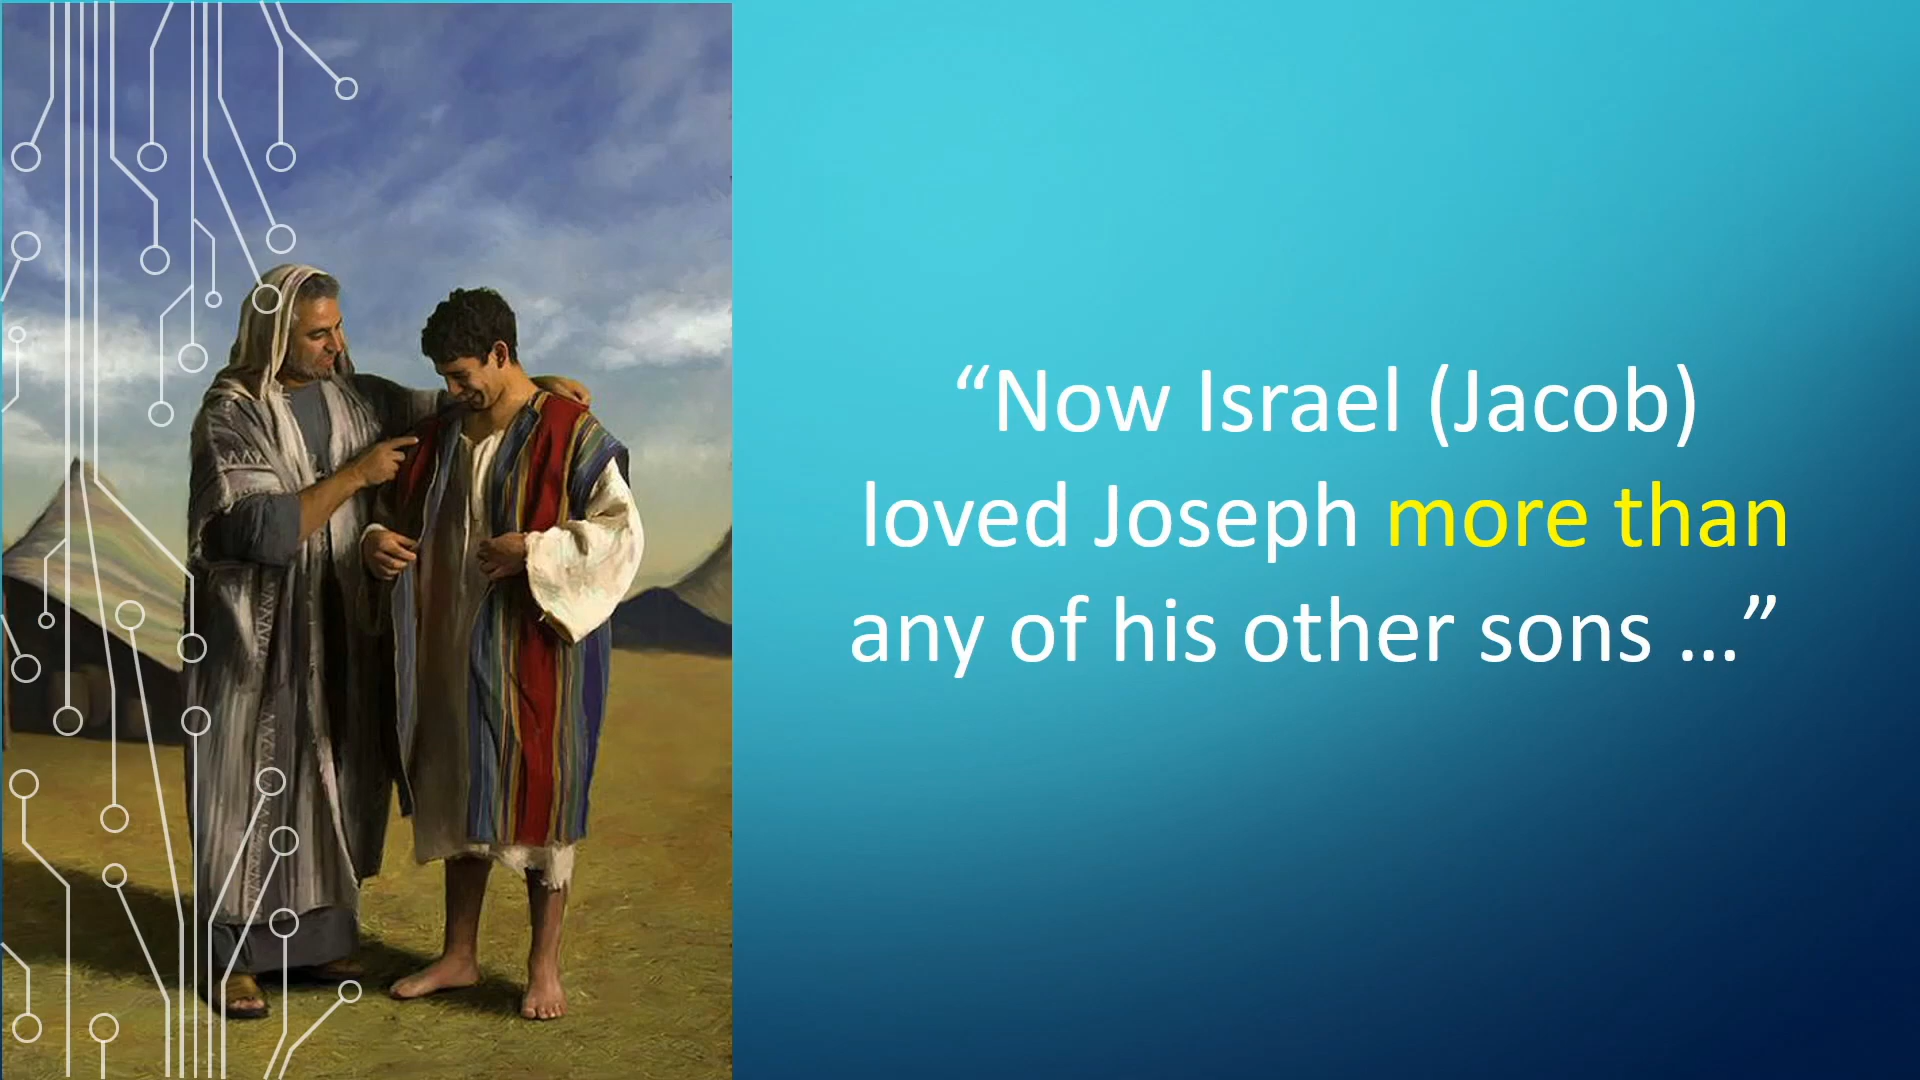 “Now Israel (Jacob)
loved Joseph more than
any of his other sons …”